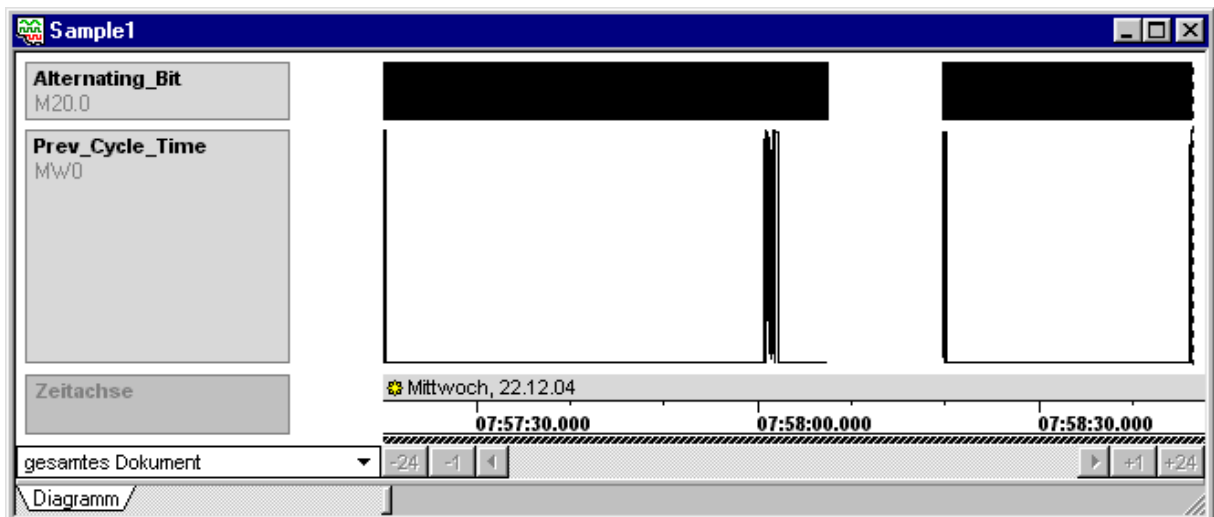 Sample1
Alternating_Bit
M20.0
Prev_Cycle_Time
MW0
Zeitachse
Mittwoch, 22.12.04
07:57:30.000 07:58:00.000 07:58:30.000
gesamtes Dokument -24 -1 +1 +24
Diagramm